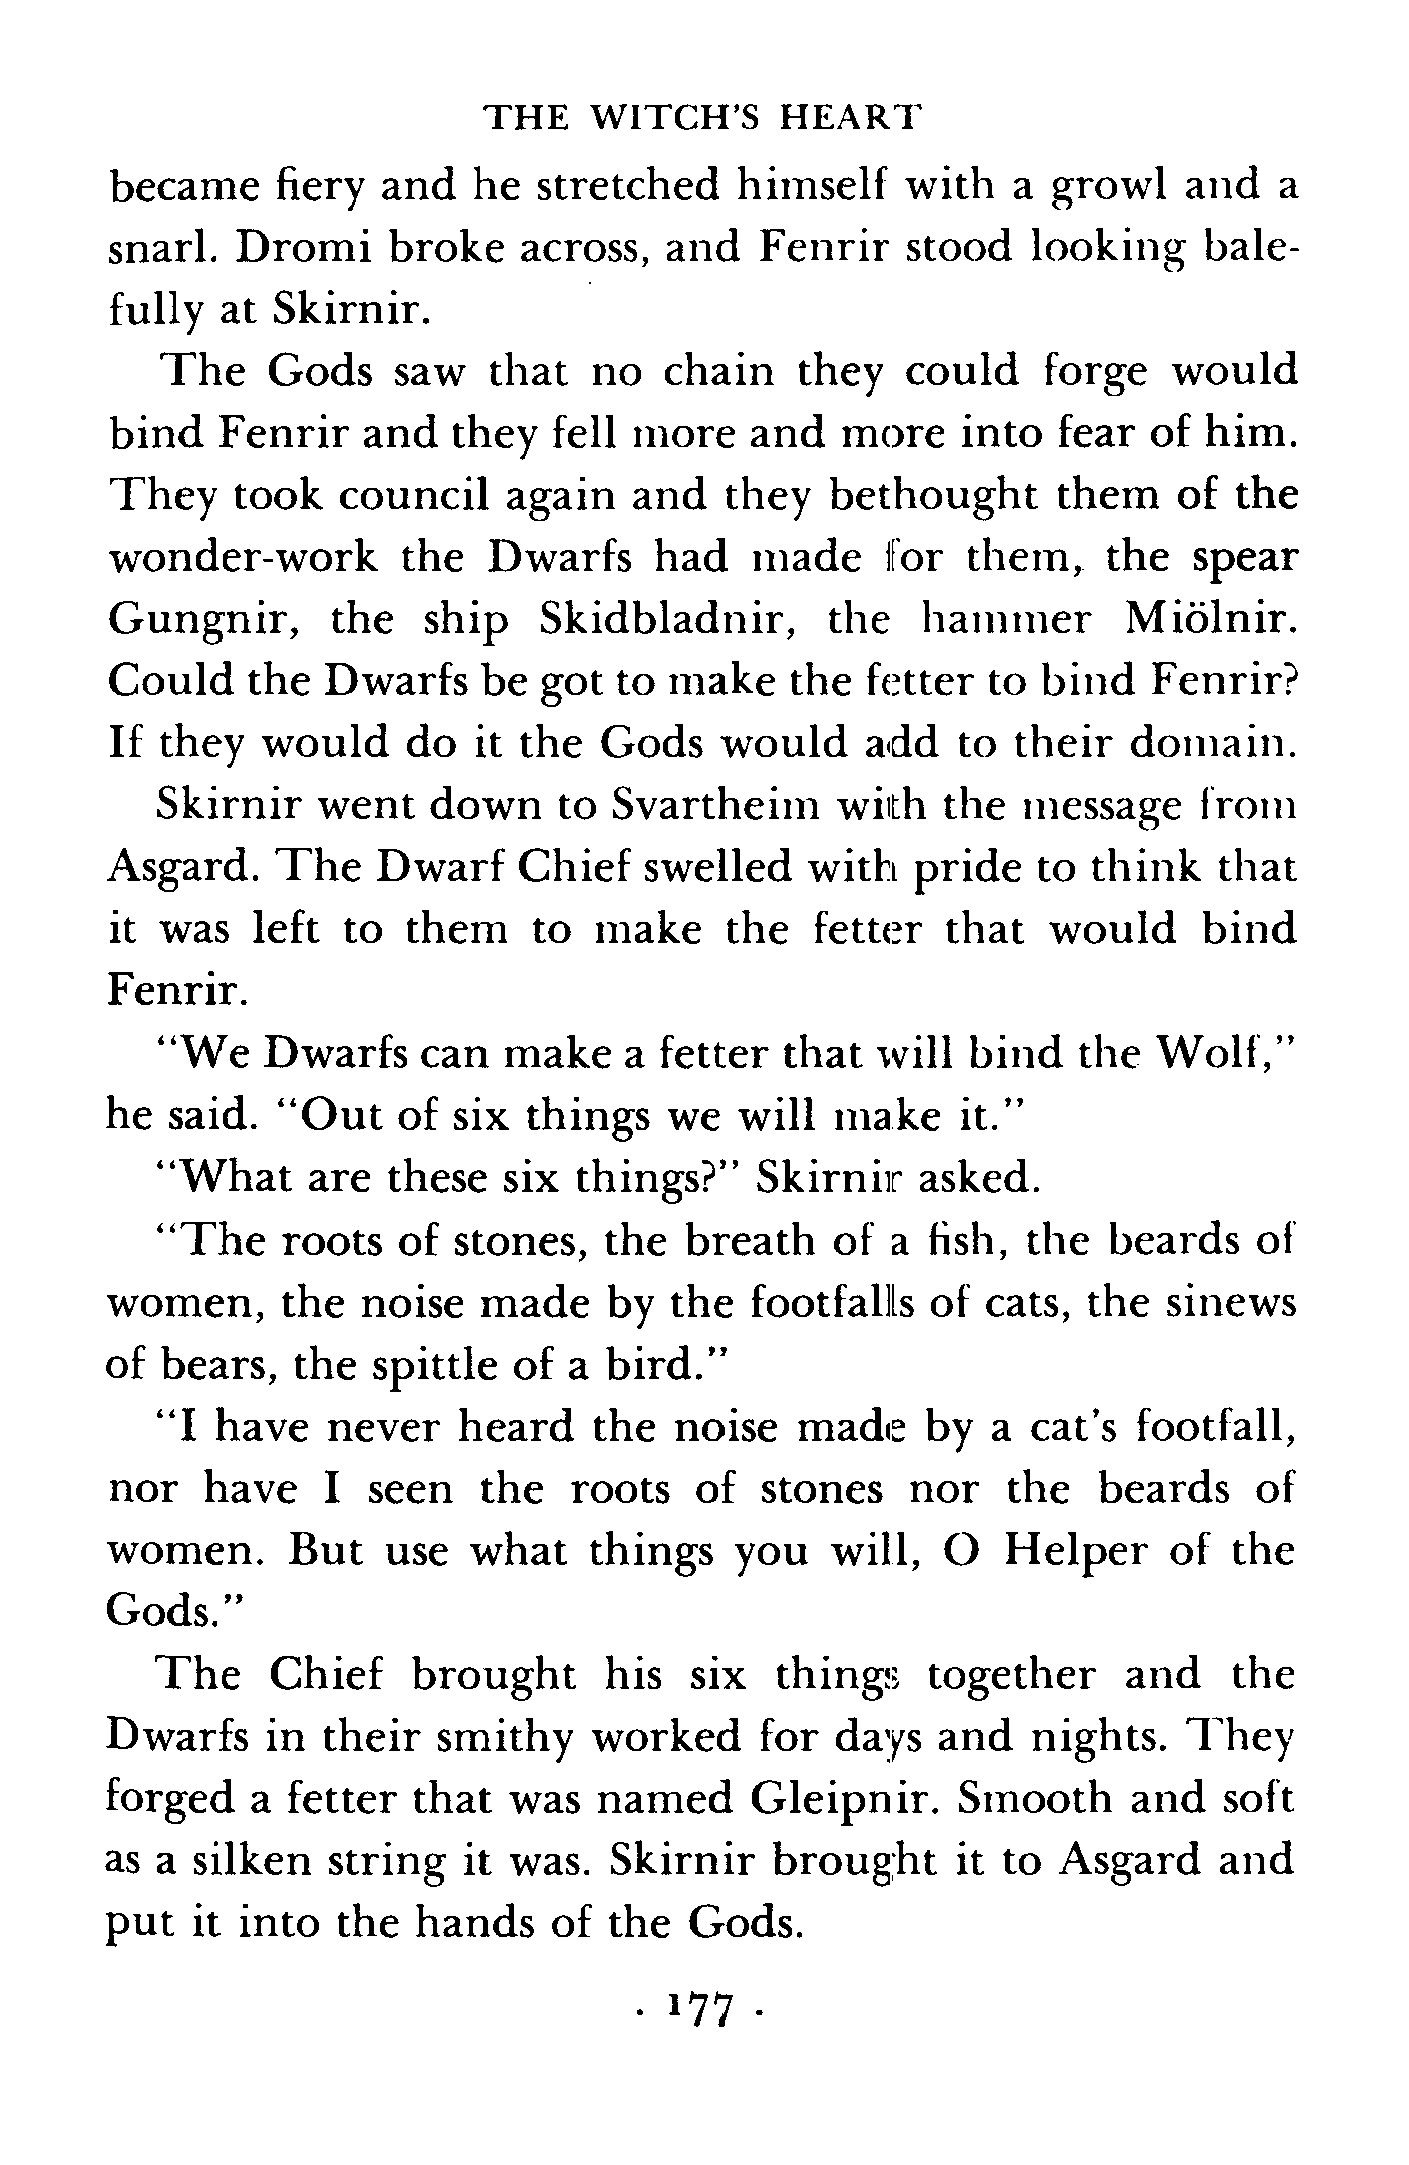 THE WITCH'S HEART
became fiery and he stretched himself with a growl and a
snarl. Dromi broke across, and Fenrir stood looking bale-
fully at Skirnir.
The Gods saw that no chain they could forge would
bind Fenrir and they fell more and more into fear of him.
They took council again and they bethought them of the
wonder-work the Dwarfs had made for them, the spear
Gungnir, the ship Skidbladnir, the hammer Miölnir.
Could the Dwarfs be got to make the fetter to bind Fenrir?
If they would do it the Gods would add to their domain.
Skirnir went down to Svartheim with the message from
Asgard. The Dwarf Chief swelled with pride to think that
it was left to them to make the fetter that would bind
Fenrir.
"We Dwarfs can make a fetter that will bind the Wolf,"
he said. "Out of six things we will make it."
"What are these six things?" Skirnir asked.
"The roots of stones, the breath of a fish, the beards of
women, the noise made by the footfalls of cats, the sinews
of bears, the spittle of a bird."
"I have never heard the noise made by a cat's footfall,
nor have I seen the roots of stones nor the beards of
women. But use what things you will, O Helper of the
Gods."
The Chief brought his six things together and the
Dwarfs in their smithy worked for days and nights. They
forged a fetter that was named Gleipnir. Smooth and soft
as a silken string it was. Skirnir brought it to Asgard and
put it into the hands of the Gods.
· 177 ·